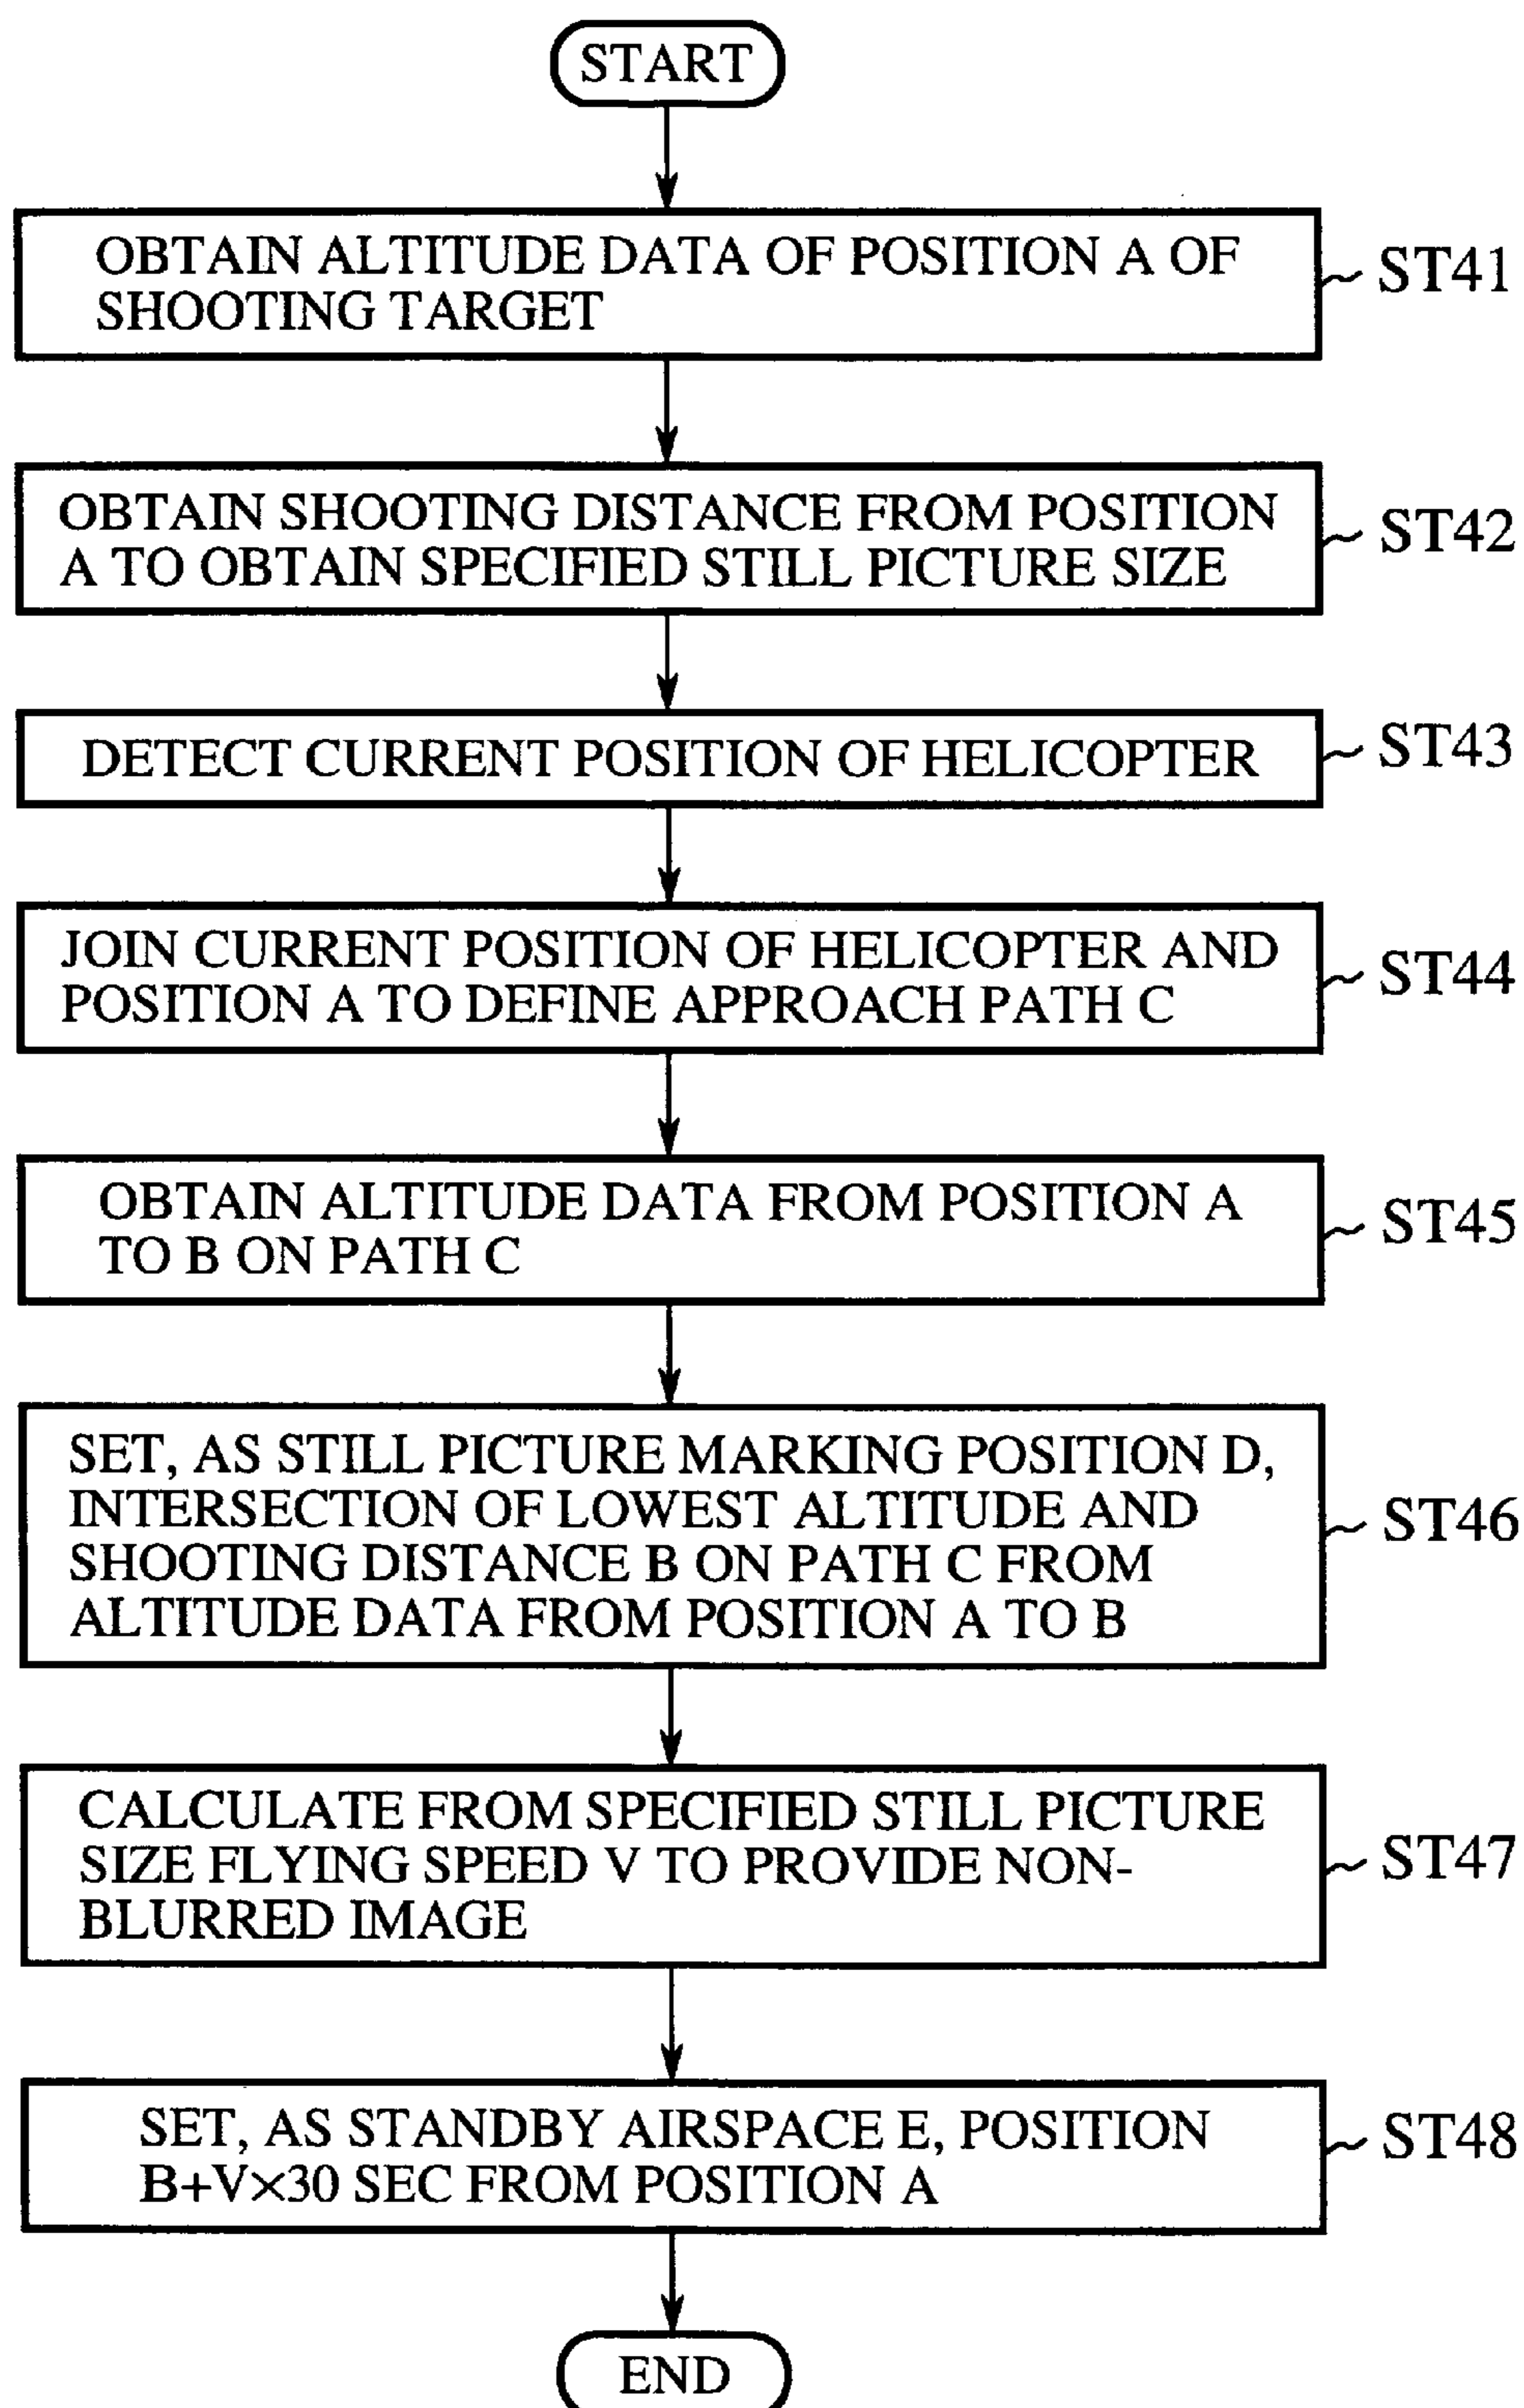 START
OBTAIN ALTITUDE DATA OF POSITION A OF
SHOOTING TARGET
ST41
OBTAIN SHOOTING DISTANCE FROM POSITION
A TO OBTAIN SPECIFIED STILL PICTURE SIZE
ST42
DETECT CURRENT POSITION OF HELICOPTER
ST43
JOIN CURRENT POSITION OF HELICOPTER AND
POSITION A TO DEFINE APPROACH PATH C
ST44
OBTAIN ALTITUDE DATA FROM POSITION A
TO B ON PATH C
ST45
SET, AS STILL PICTURE MARKING POSITION D,
INTERSECTION OF LOWEST ALTITUDE AND
SHOOTING DISTANCE B ON PATH C FROM
ALTITUDE DATA FROM POSITION A TO B
ST46
CALCULATE FROM SPECIFIED STILL PICTURE
SIZE FLYING SPEED V TO PROVIDE NON-
BLURRED IMAGE
ST47
SET, AS STANDBY AIRSPACE E, POSITION
B+V×30 SEC FROM POSITION A
ST48
END